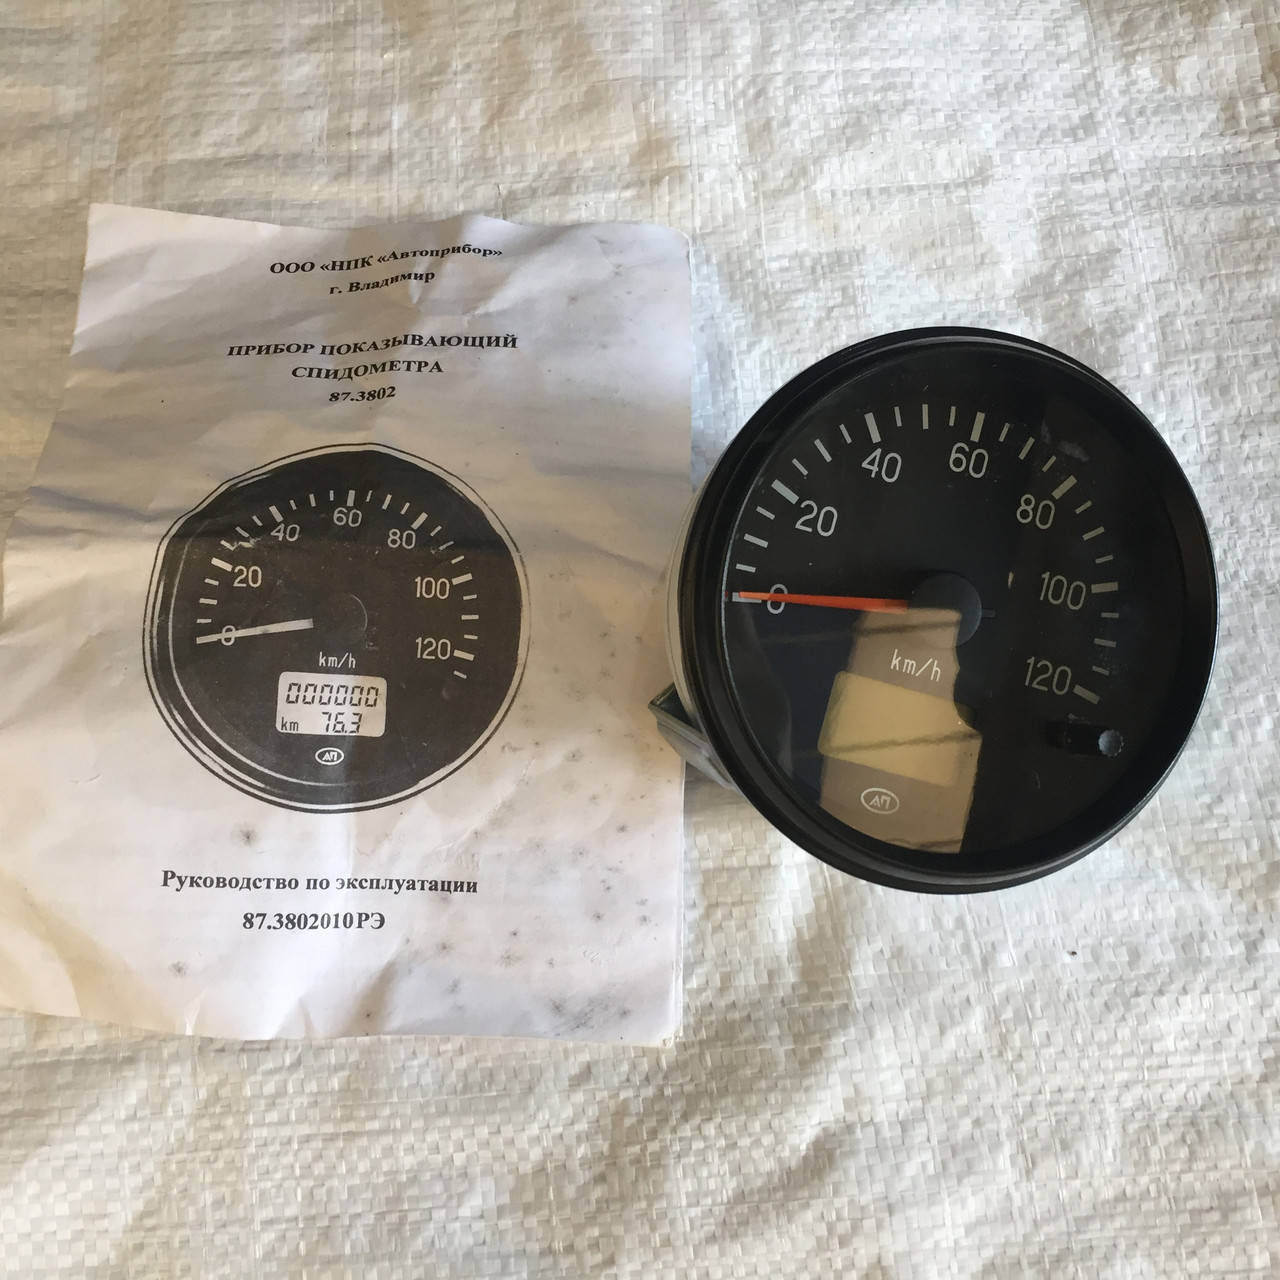 ООО «НПК «Автоприбор»
г. Владимир
ПРИБОР ПОКАЗЫВАЮЩИЙ
СПИДОМЕТРА
87.3802
0
20
40
60
80
100
120
km/h
000000
km 76.3
АП
Руководство по эксплуатации
87.3802010РЭ
0
20
40
60
80
100
120
km/h
АП